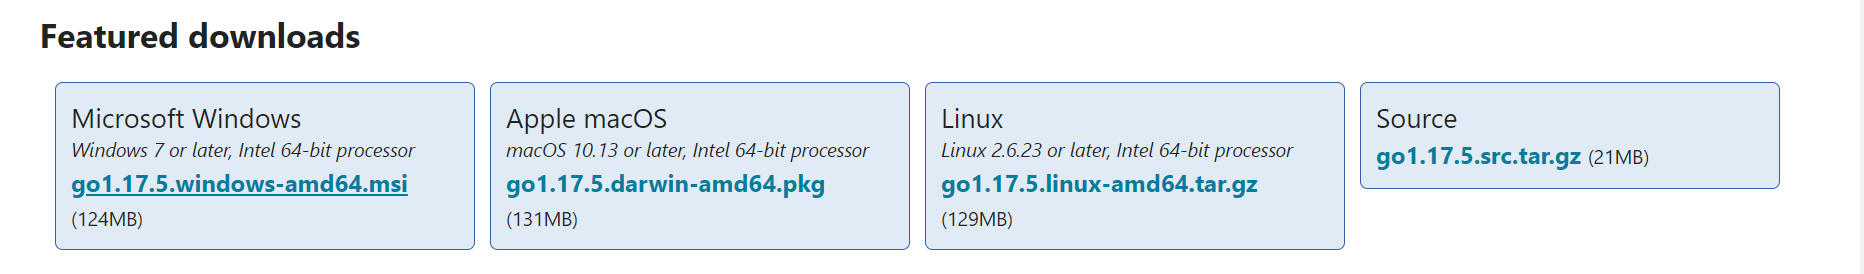 Featured downloads
Microsoft Windows
Windows 7 or later, Intel 64-bit processor
go1.17.5.windows-amd64.msi
(124MB)
Apple macOS
macOS 10.13 or later, Intel 64-bit processor
go1.17.5.darwin-amd64.pkg
(131MB)
Linux
Linux 2.6.23 or later, Intel 64-bit processor
go1.17.5.linux-amd64.tar.gz
(129MB)
Source
go1.17.5.src.tar.gz (21MB)